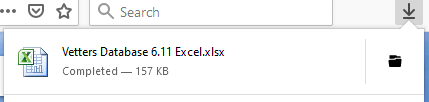 Search
Vetters Database 6.11 Excel.xlsx
Completed — 157 KB